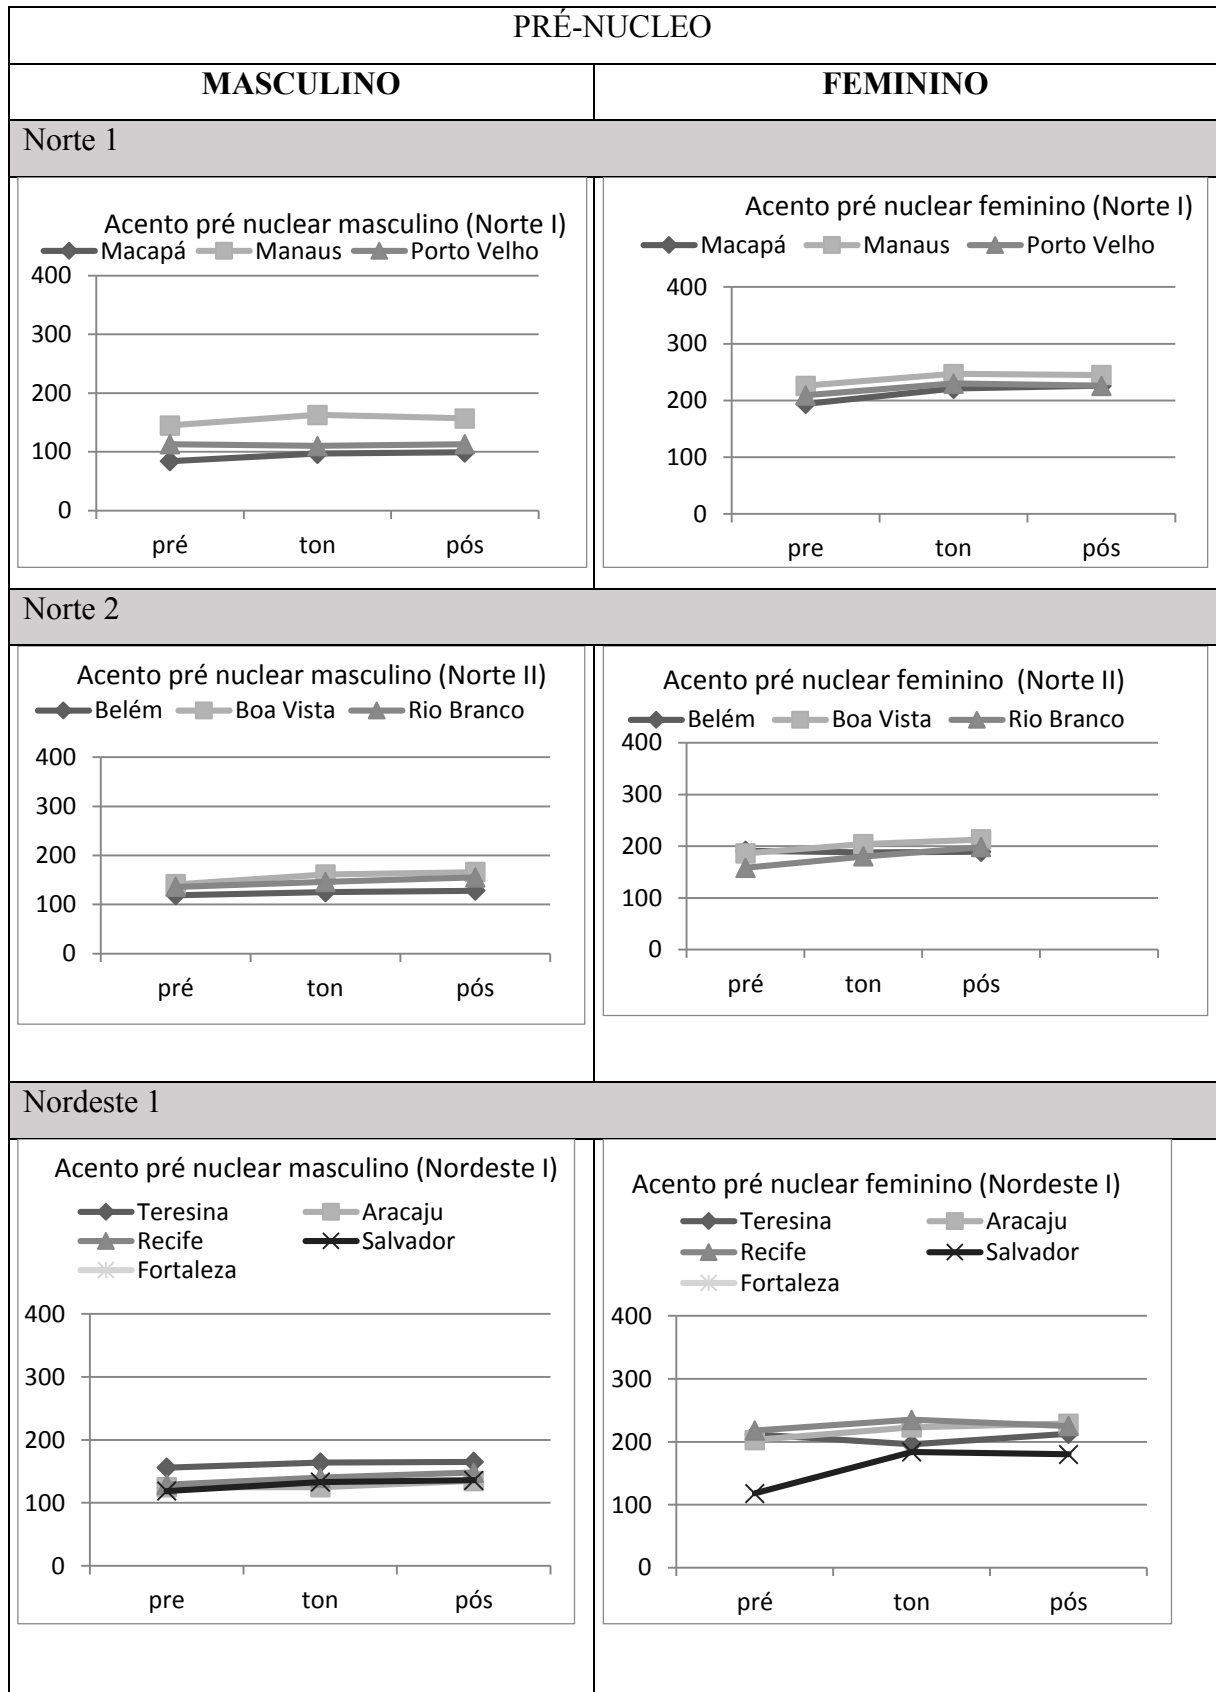 PRÉ-NUCLEO
MASCULINO
FEMININO
Norte 1
Acento pré nuclear masculino (Norte I)
Macapá Manaus Porto Velho
400
300
200
100
0
pré ton pós
Acento pré nuclear feminino (Norte I)
Macapá Manaus Porto Velho
400
300
200
100
0
pre ton pós
Norte 2
Acento pré nuclear masculino (Norte II)
Belém Boa Vista Rio Branco
400
300
200
100
0
pré ton pós
Acento pré nuclear feminino (Norte II)
Belém Boa Vista Rio Branco
400
300
200
100
0
pré ton pós
Nordeste 1
Acento pré nuclear masculino (Nordeste I)
Teresina Aracaju
Recife Salvador
Fortaleza
400
300
200
100
0
pre ton pós
Acento pré nuclear feminino (Nordeste I)
Teresina Aracaju
Recife Salvador
Fortaleza
400
300
200
100
0
pré ton pós